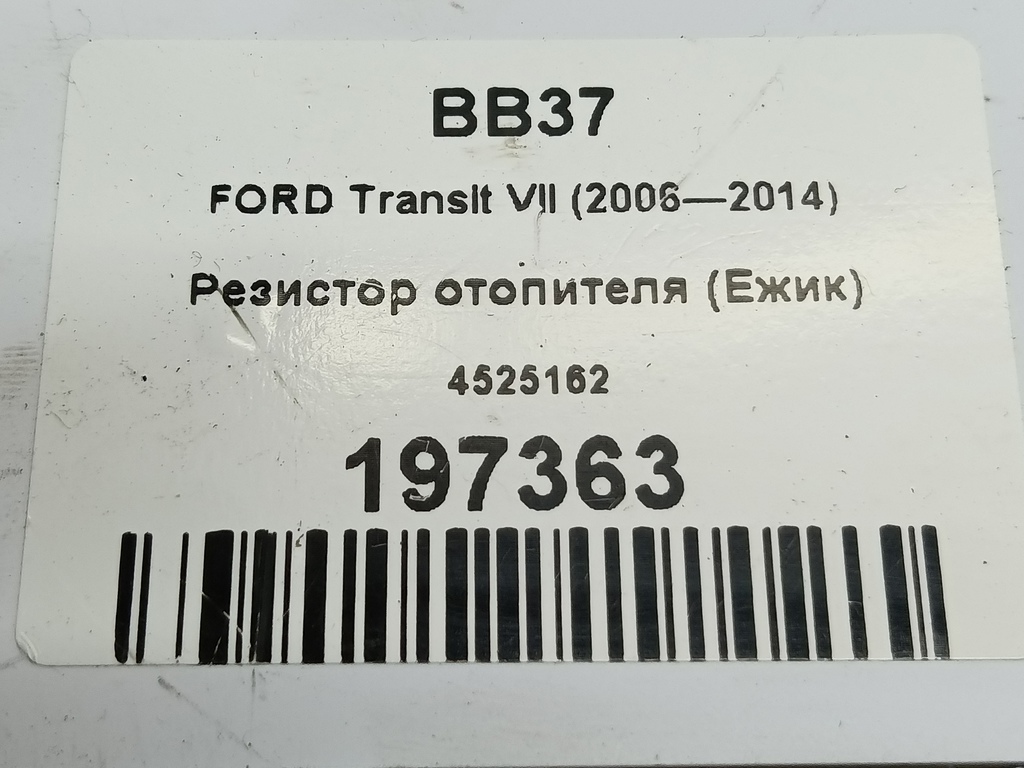 BB37
FORD Transit VII (2006—2014)
Резистор отопителя (Ежик)
4525162
197363